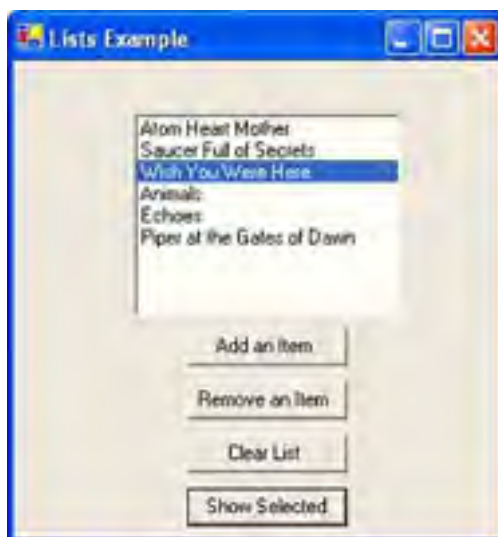 Lists Example
Atom Heart Mother
Saucer Full of Secrets
Wish You Were Here
Animals
Echoes
Piper at the Gates of Dawn
Add an Item
Remove an Item
Clear List
Show Selected